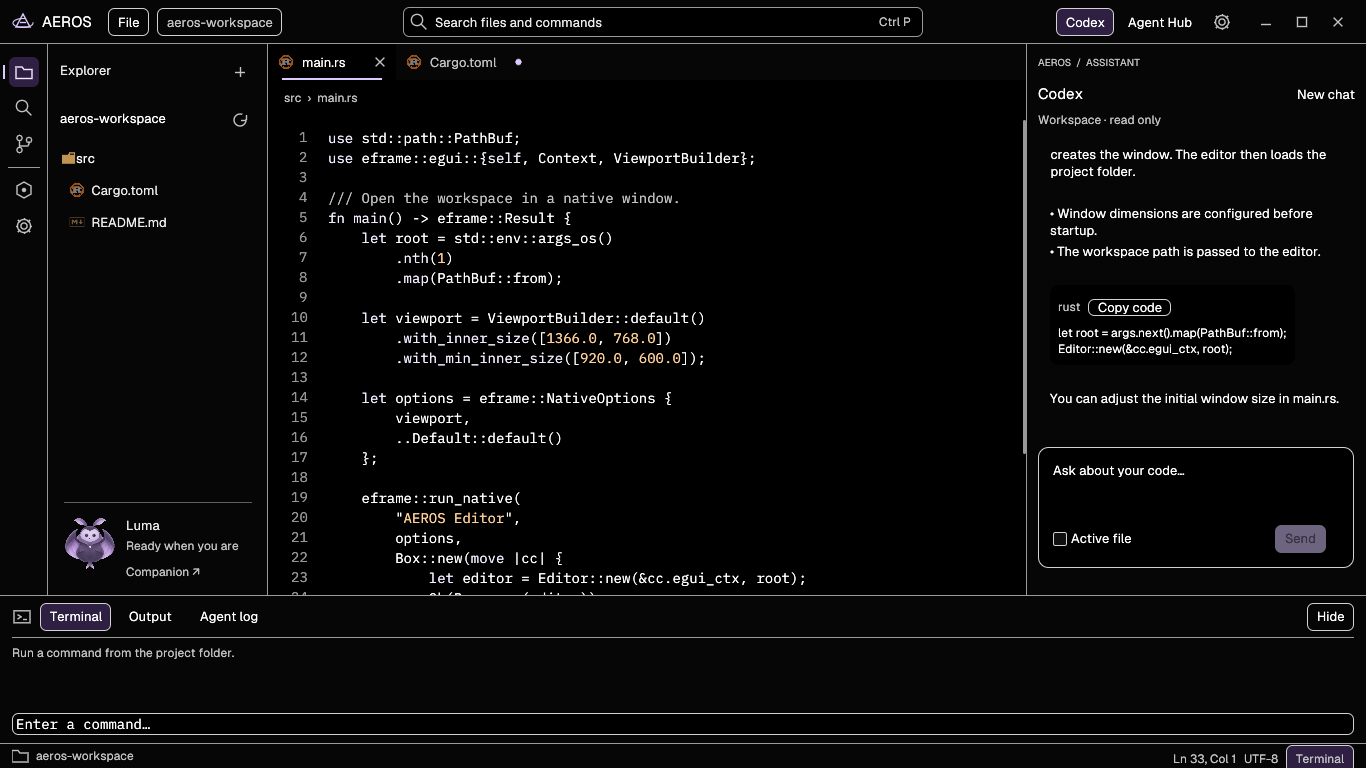 AEROS File aeros-workspace Search files and commands Ctrl P Codex Agent Hub
Explorer
aeros-workspace
src
Cargo.toml
README.md
Luma
Ready when you are
Companion ↗
main.rs Cargo.toml
src › main.rs
1 use std::path::PathBuf;
2 use eframe::egui::{self, Context, ViewportBuilder};
3
4 /// Open the workspace in a native window.
5 fn main() -> eframe::Result {
6     let root = std::env::args_os()
7         .nth(1)
8         .map(PathBuf::from);
9
10     let viewport = ViewportBuilder::default()
11         .with_inner_size([1366.0, 768.0])
12         .with_min_inner_size([920.0, 600.0]);
13
14     let options = eframe::NativeOptions {
15         viewport,
16         ..Default::default()
17     };
18
19     eframe::run_native(
20         "AEROS Editor",
21         options,
22         Box::new(move |cc| {
23             let editor = Editor::new(&cc.egui_ctx, root);
AEROS / ASSISTANT
Codex New chat
Workspace · read only
creates the window. The editor then loads the
project folder.
• Window dimensions are configured before
startup.
• The workspace path is passed to the editor.
rust Copy code
let root = args.next().map(PathBuf::from);
Editor::new(&cc.egui_ctx, root);
You can adjust the initial window size in main.rs.
Ask about your code…
Active file Send
Terminal Output Agent log Hide
Run a command from the project folder.
Enter a command…
aeros-workspace Ln 33, Col 1 UTF-8 Terminal